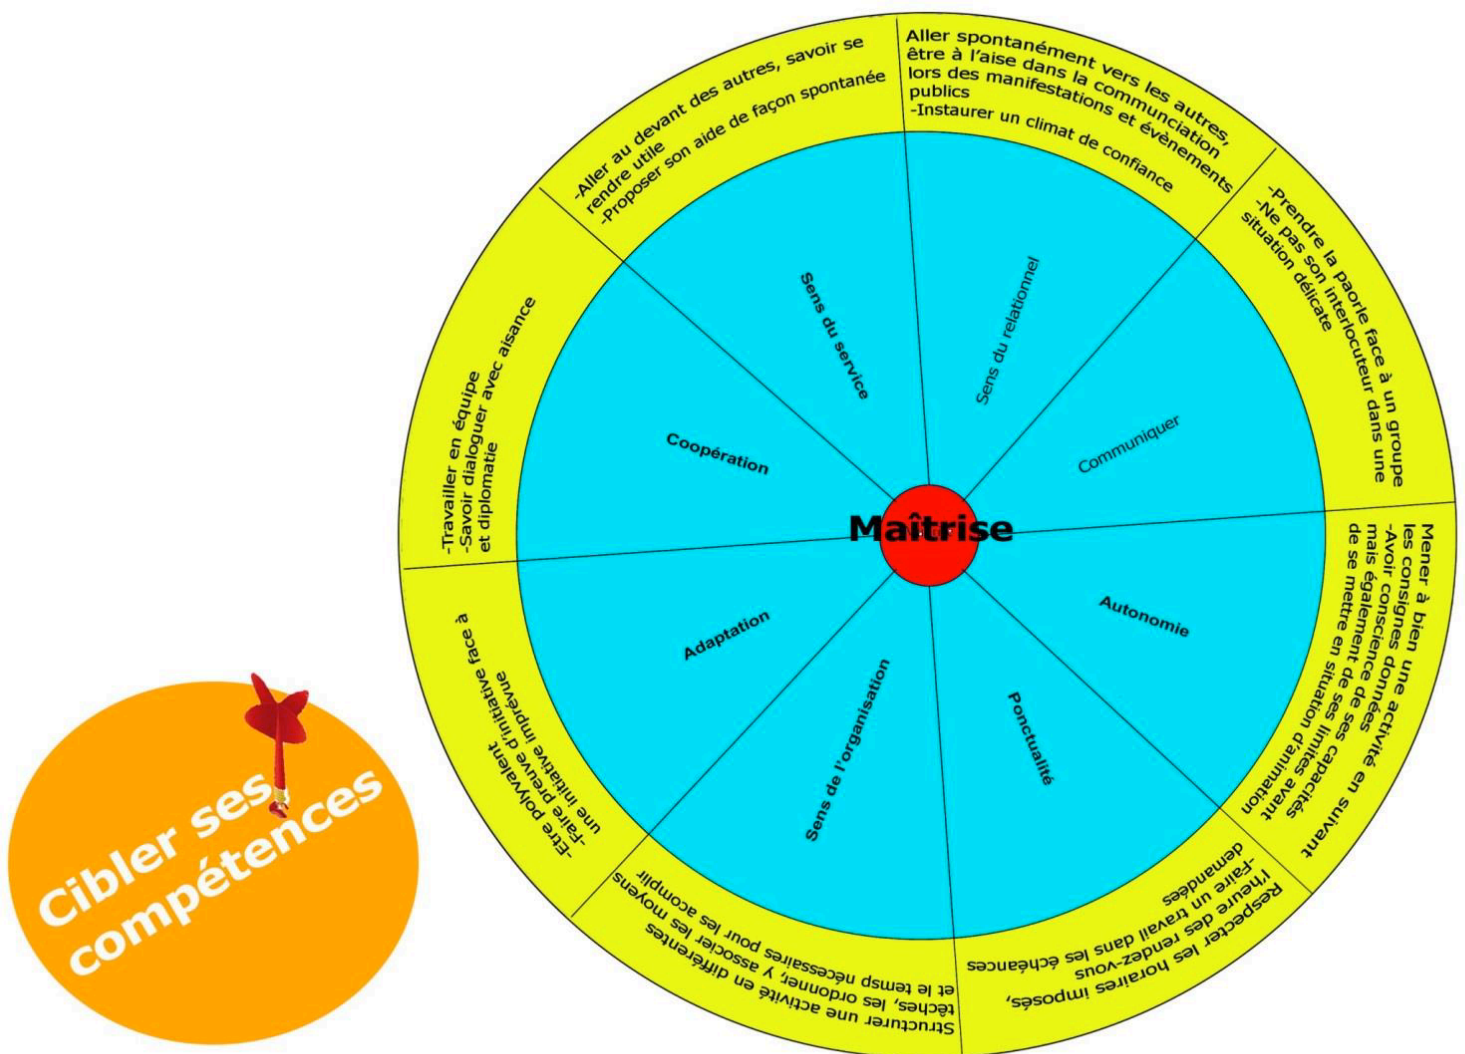 -Aller au devant des autres, savoir se
rendre utile
-Proposer son aide de façon spontanée
Aller spontanément vers les autres,
être à l'aise dans la communciation
lors des manifestations et évènements
publics
-Instaurer un climat de confiance
-Prendre la paorle face à un groupe
-Ne pas son interlocuteur dans une
situation délicate
Mener à bien une activité en suivant
les consignes données
-Avoir conscience de ses capacités
mais également de ses limites avant
de se mettre en situation d'animation
Respecter les horaires imposés,
l'heure des rendez-vous
-Faire un travail dans les échéances
demandées
Structurer une activité en différentes
têches, les ordonner, y associer les moyens
et le temsp nécessaires pour les acomplir
-Etre polyvalent
-Faire preuve d'initiative face à
une initiative imprévue
-Travailler en équipe
-Savoir dialoguer avec aisance
et diplomatie
Sens du service
Sens du relationnel
Communiquer
Autonomie
Ponctualité
Sens de l'organisation
Adaptation
Coopération
Maîtrise
Cibler ses
compétences